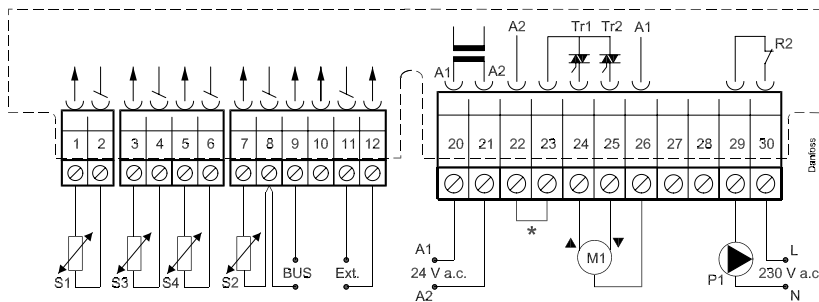 A2 Tr1 Tr2 A1
R2
A1 A2
1 2 3 4 5 6 7 8 9 10 11 12
20 21 22 23 24 25 26 27 28 29 30
Danfoss
*
A1
24 V a.c.
A2
M1
P1
L
230 V a.c
N
S1 S3 S4 S2 BUS Ext.